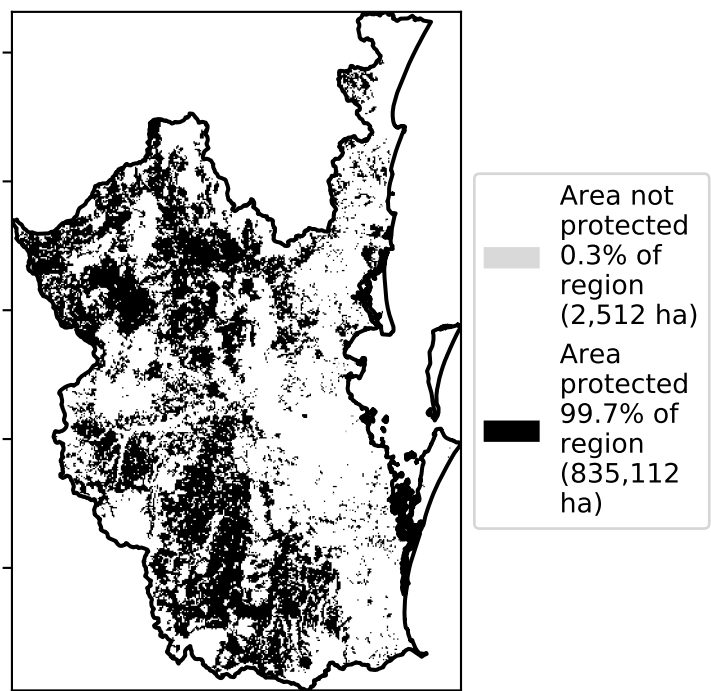 Area not
protected
0.3% of
region
(2,512 ha)
Area
protected
99.7% of
region
(835,112
ha)